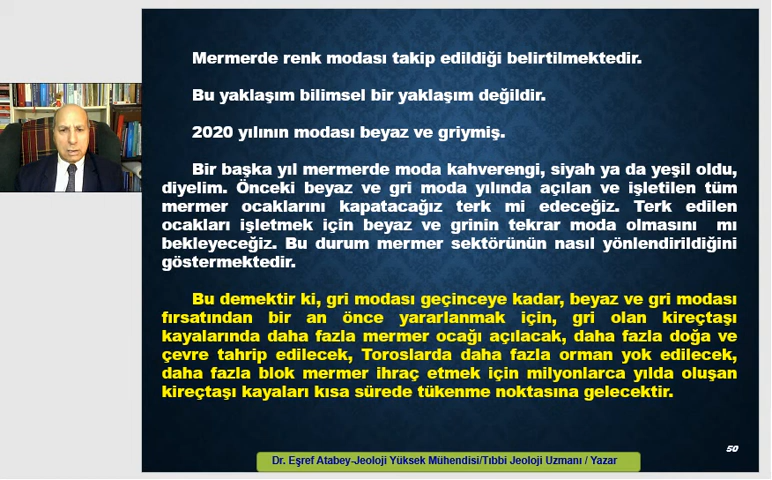 Mermerde renk modası takip edildiği belirtilmektedir.
Bu yaklaşım bilimsel bir yaklaşım değildir.
2020 yılının modası beyaz ve griymiş.
Bir başka yıl mermerde moda kahverengi, siyah ya da yeşil oldu,
diyelim. Önceki beyaz ve gri moda yılında açılan ve işletilen tüm
mermer ocaklarını kapatacağız terk mi edeceğiz. Terk edilen
ocakları işletmek için beyaz ve grinin tekrar moda olmasını mı
bekleyeceğiz. Bu durum mermer sektörünün nasıl yönlendirildiğini
göstermektedir.
Bu demektir ki, gri modası geçinceye kadar, beyaz ve gri modası
fırsatından bir an önce yararlanmak için, gri olan kireçtaşı
kayalarında daha fazla mermer ocağı açılacak, daha fazla doğa ve
çevre tahrip edilecek, Toroslarda daha fazla orman yok edilecek,
daha fazla blok mermer ihraç etmek için milyonlarca yılda oluşan
kireçtaşı kayaları kısa sürede tükenme noktasına gelecektir.
50
Dr. Eşref Atabey-Jeoloji Yüksek Mühendisi/Tıbbi Jeoloji Uzmanı / Yazar